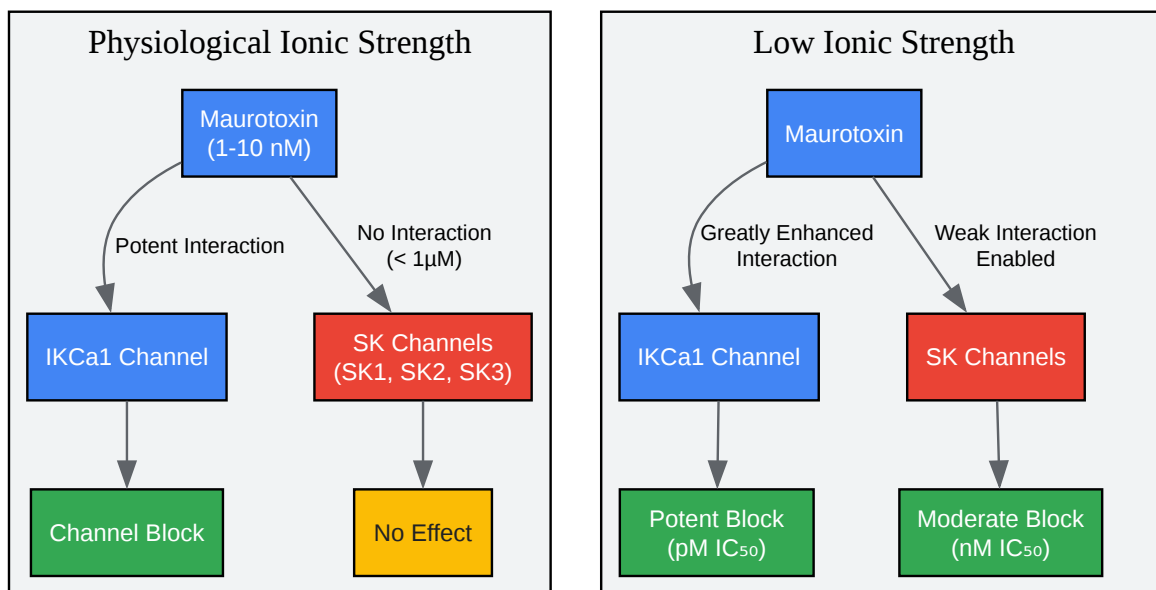 Physiological Ionic Strength
Maurotoxin
(1-10 nM)
Potent Interaction
No Interaction
(< 1µM)
IKCa1 Channel
SK Channels
(SK1, SK2, SK3)
Channel Block
No Effect
Low Ionic Strength
Maurotoxin
Greatly Enhanced
Interaction
Weak Interaction
Enabled
IKCa1 Channel
SK Channels
Potent Block
(pM IC₅₀)
Moderate Block
(nM IC₅₀)